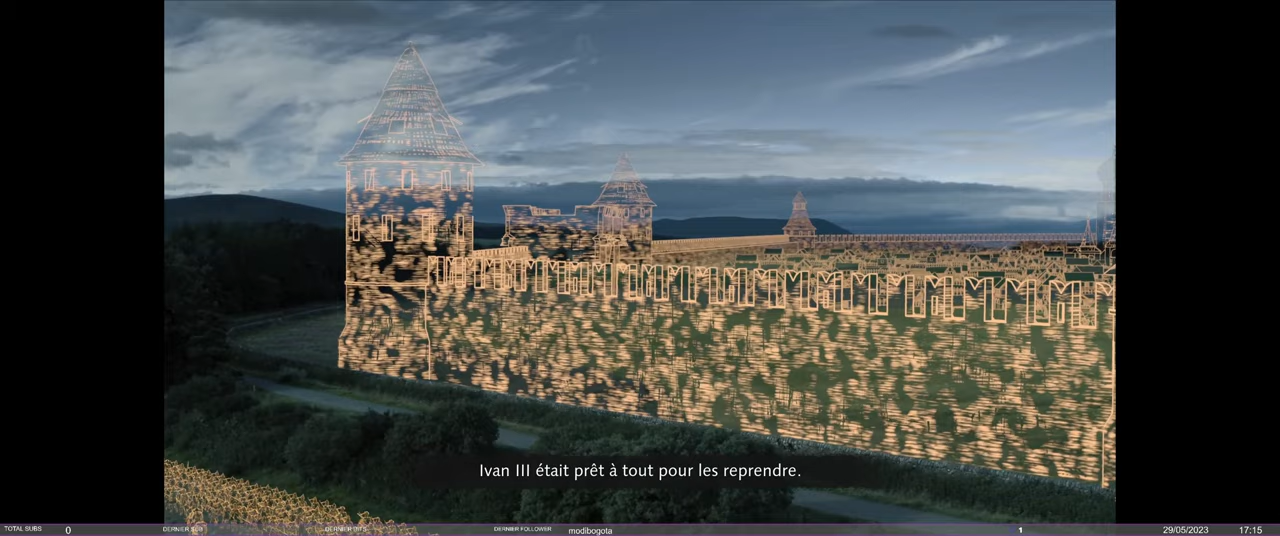 Ivan III était prêt à tout pour les reprendre.
TOTAL SUBS 0 DERNIER SUB DERNIER BITS DERNIER FOLLOWER modibogota 1 29/05/2023 17:15